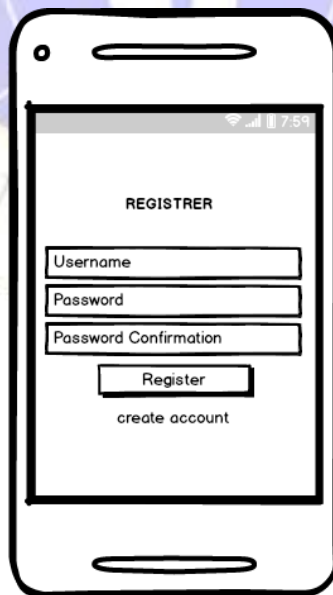 7:59
REGISTRER
Username
Password
Password Confirmation
Register
create account